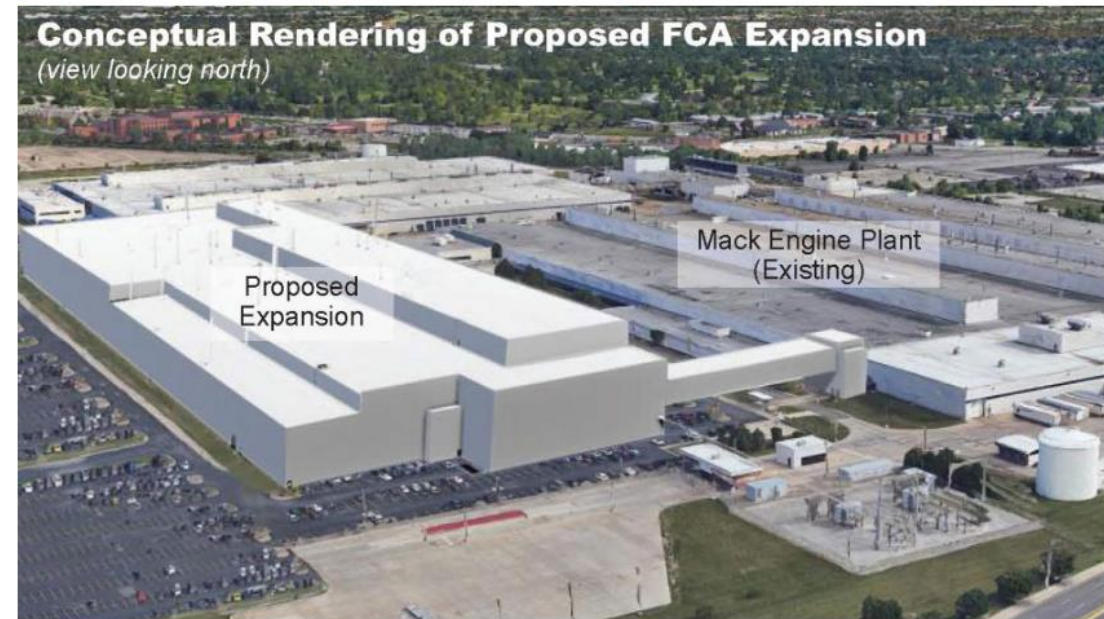 Conceptual Rendering of Proposed FCA Expansion
(view looking north)
Mack Engine Plant
(Existing)
Proposed
Expansion